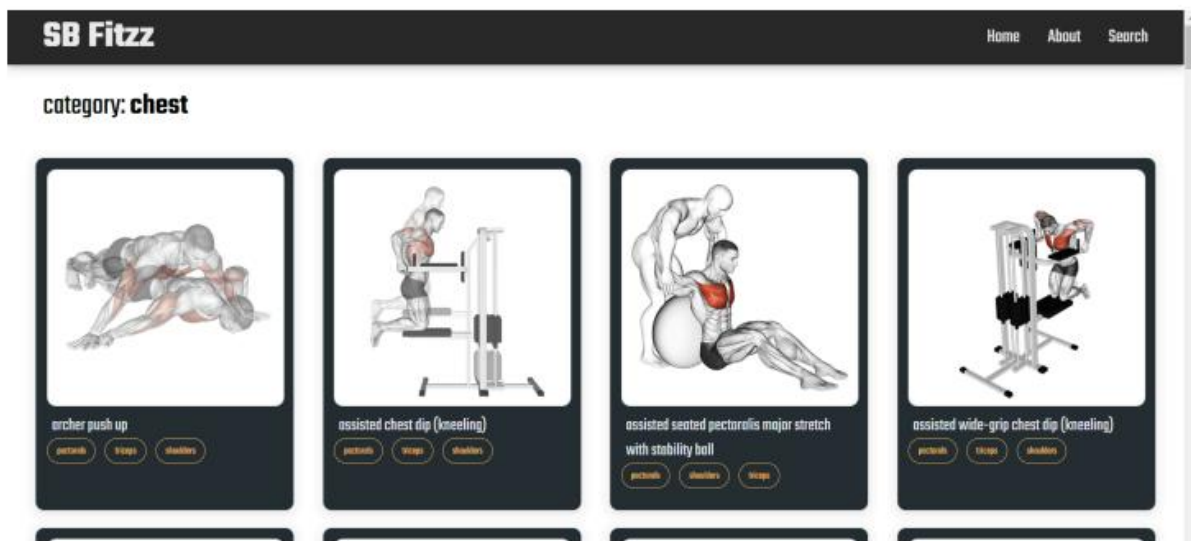 SB Fitzz
Home About Search
category: chest
archer push up
pectorals triceps shoulders
assisted chest dip (kneeling)
pectorals triceps shoulders
assisted seated pectoralis major stretch
with stability ball
pectorals shoulders triceps
assisted wide-grip chest dip (kneeling)
pectorals triceps shoulders